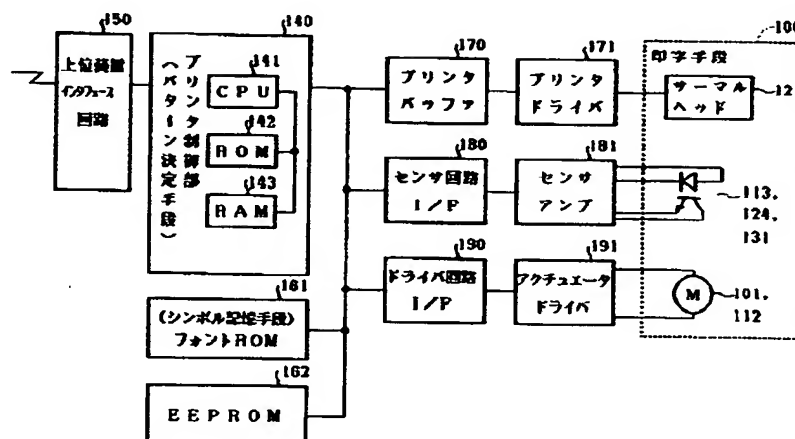 150
上位装置
インタフェース
回路
140
プリンタ制御部
（パターン決定手段）
141
CPU
142
ROM
143
RAM
161
（シンボル記憶手段）
フォントROM
162
EEPROM
170
プリンタ
バッファ
171
プリンタ
ドライバ
180
センサ回路
I/F
181
センサ
アンプ
190
ドライバ回路
I/F
191
アクチュエータ
ドライバ
印字手段
サーマル
ヘッド
113,
124,
131
M
101,
112